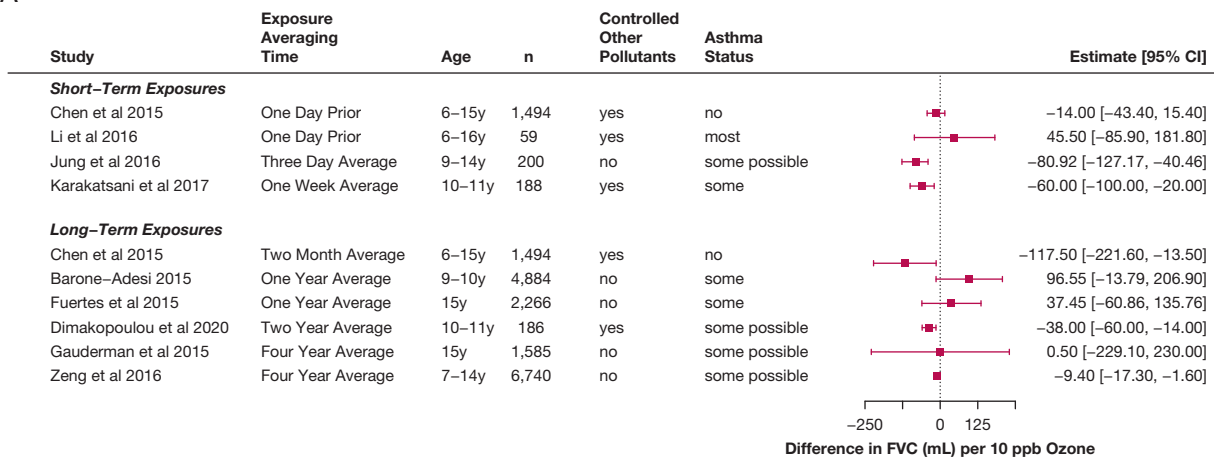 Study Exposure Averaging Time Age n Controlled Other Pollutants Asthma Status Estimate [95% CI]
Short−Term Exposures
Chen et al 2015 One Day Prior 6−15y 1,494 yes no −14.00 [−43.40, 15.40]
Li et al 2016 One Day Prior 6−16y 59 yes most 45.50 [−85.90, 181.80]
Jung et al 2016 Three Day Average 9−14y 200 no some possible −80.92 [−127.17, −40.46]
Karakatsani et al 2017 One Week Average 10−11y 188 yes some −60.00 [−100.00, −20.00]
Long−Term Exposures
Chen et al 2015 Two Month Average 6−15y 1,494 yes no −117.50 [−221.60, −13.50]
Barone−Adesi 2015 One Year Average 9−10y 4,884 no some 96.55 [−13.79, 206.90]
Fuertes et al 2015 One Year Average 15y 2,266 no some 37.45 [−60.86, 135.76]
Dimakopoulou et al 2020 Two Year Average 10−11y 186 yes some possible −38.00 [−60.00, −14.00]
Gauderman et al 2015 Four Year Average 15y 1,585 no some possible 0.50 [−229.10, 230.00]
Zeng et al 2016 Four Year Average 7−14y 6,740 no some possible −9.40 [−17.30, −1.60]
−250 0 125
Difference in FVC (mL) per 10 ppb Ozone